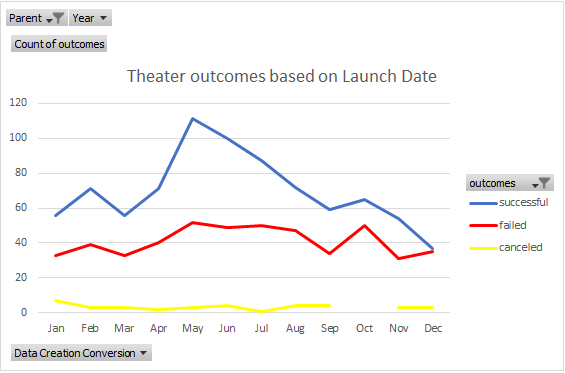 Parent Year
Count of outcomes
Theater outcomes based on Launch Date
120
100
80
60
40
20
0
Jan Feb Mar Apr May Jun Jul Aug Sep Oct Nov Dec
outcomes
successful
failed
canceled
Data Creation Conversion